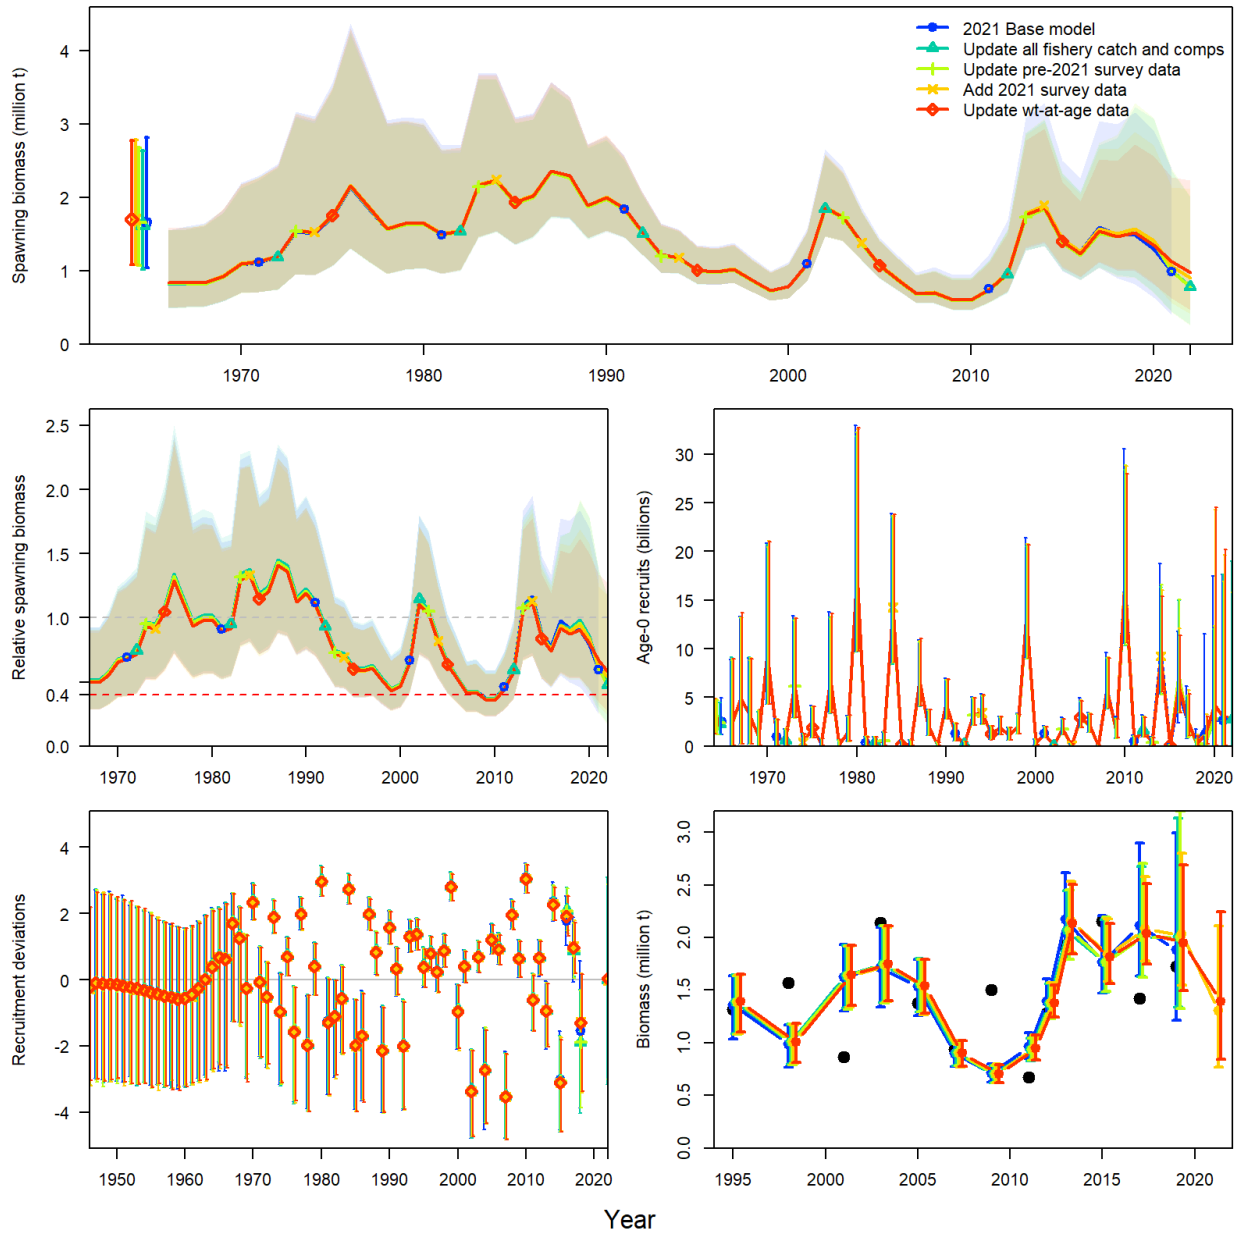 2021 Base model
Update all fishery catch and comps
Update pre-2021 survey data
Add 2021 survey data
Update wt-at-age data
Spawning biomass (million t)
4
3
2
1
0
1970 1980 1990 2000 2010 2020
Relative spawning biomass
2.5
2.0
1.5
1.0
0.4
0.0
1970 1980 1990 2000 2010 2020
Age-0 recruits (billions)
30
25
20
15
10
5
0
1970 1980 1990 2000 2010 2020
Recruitment deviations
4
2
0
-2
-4
1950 1960 1970 1980 1990 2000 2010 2020
Biomass (million t)
3.0
2.5
2.0
1.5
1.0
0.5
0.0
1995 2000 2005 2010 2015 2020
Year